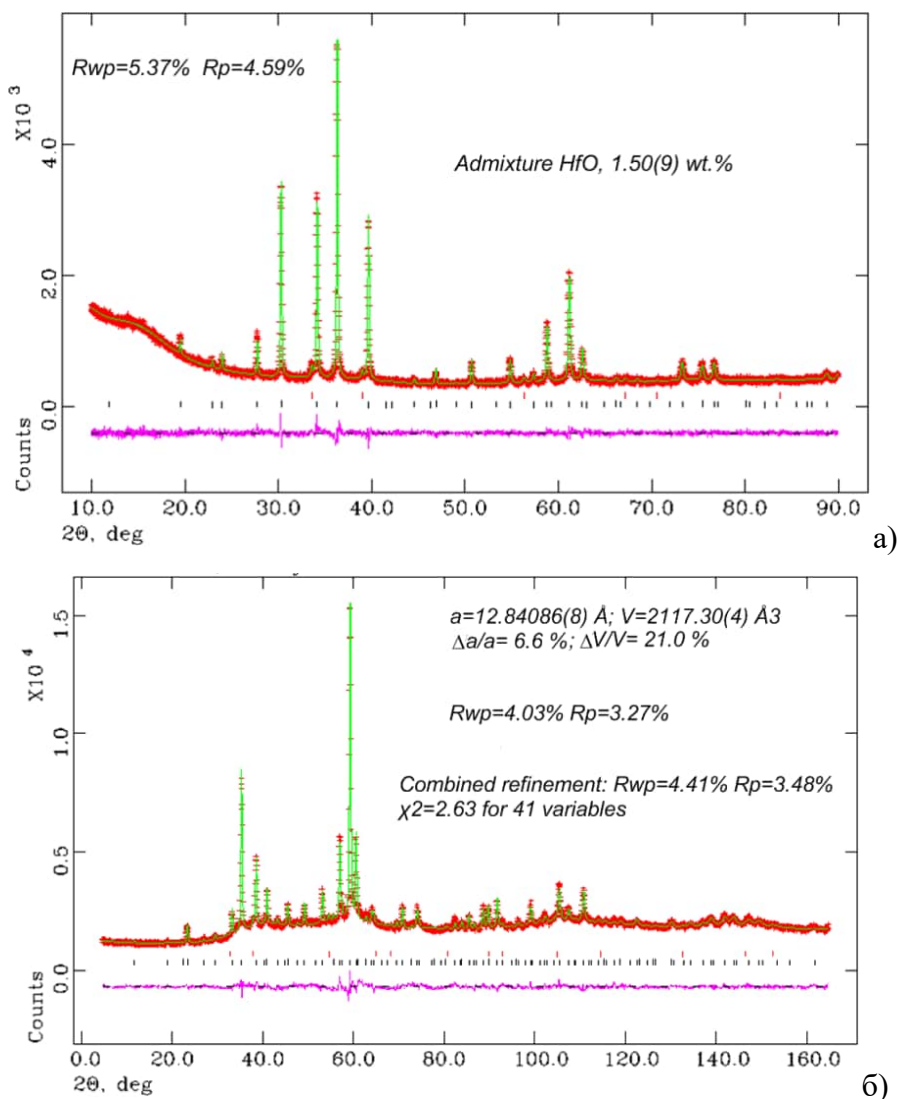 Rwp=5.37% Rp=4.59%
Admixture HfO, 1.50(9) wt.%
X10 3
4.0
2.0
0.0
Counts
10.0 20.0 30.0 40.0 50.0 60.0 70.0 80.0 90.0
2Θ, deg
а)
a=12.84086(8) Å; V=2117.30(4) Å3
Δa/a= 6.6 %; ΔV/V= 21.0 %
Rwp=4.03% Rp=3.27%
Combined refinement: Rwp=4.41% Rp=3.48%
χ2=2.63 for 41 variables
X10 4
1.5
1.0
0.5
0.0
Counts
0.0 20.0 40.0 60.0 80.0 100.0 120.0 140.0 160.0
2Θ, deg
б)